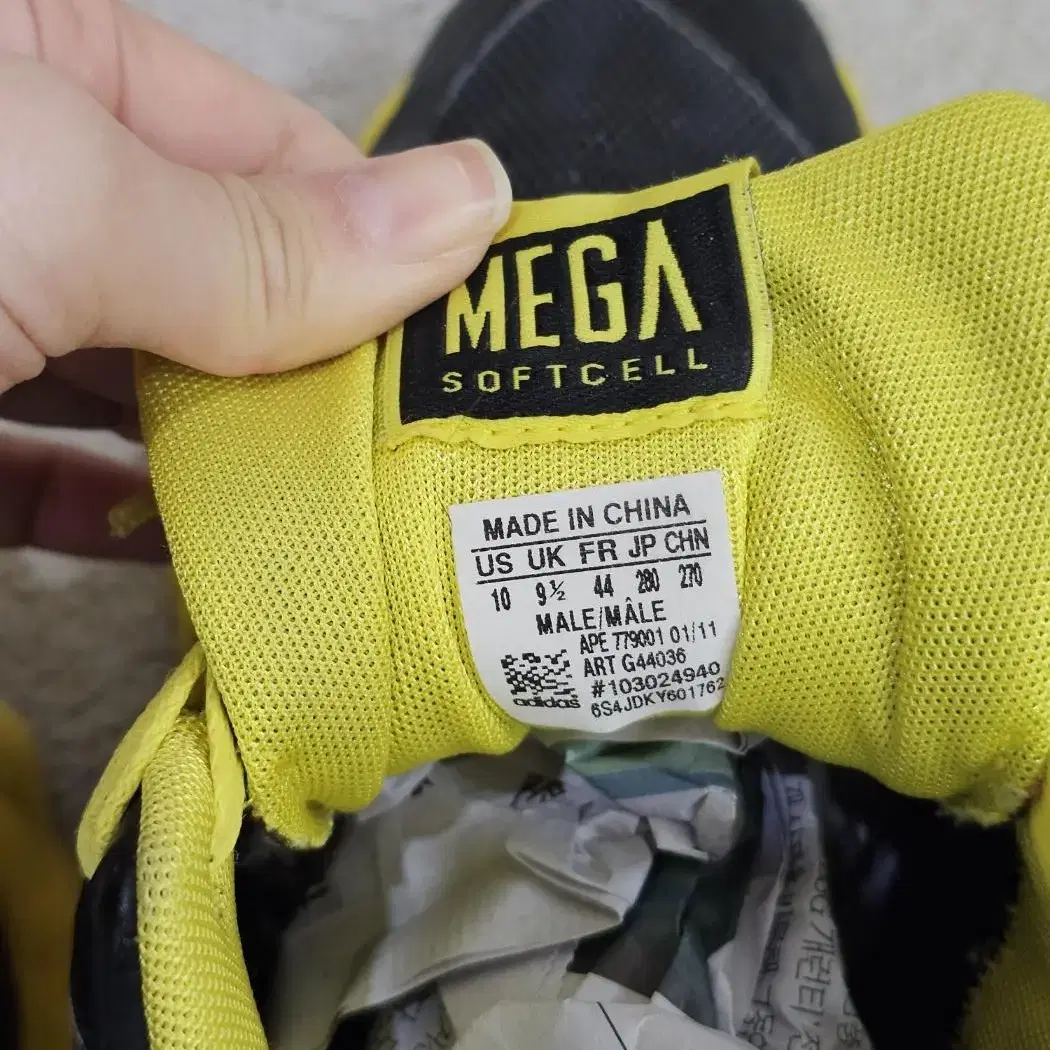 MEGA
SOFTCELL
MADE IN CHINA
US UK FR JP CHN
10 9½ 44 280 270
MALE/MÂLE
APE 779001 01/11
ART G44036
#103024940
adidas
6S4JDKY601762